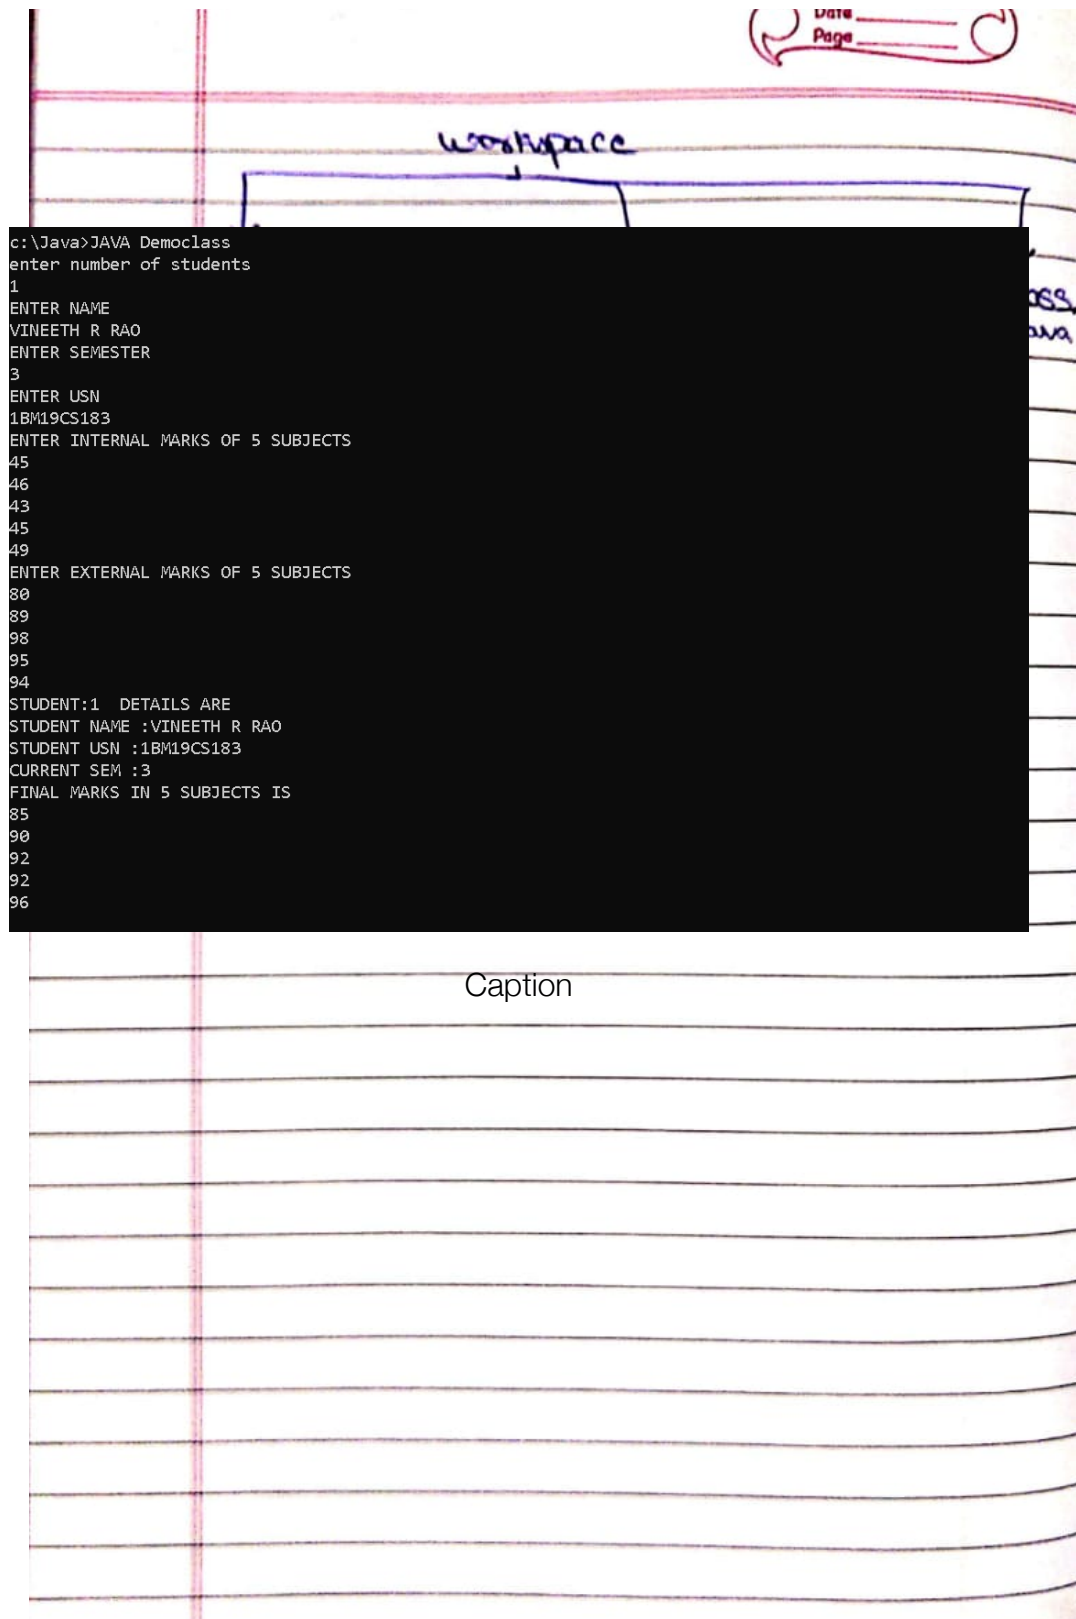 Date
Page
workspace
c:\Java>JAVA Democlass
enter number of students
1
ENTER NAME
VINEETH R RAO
ENTER SEMESTER
3
ENTER USN
1BM19CS183
ENTER INTERNAL MARKS OF 5 SUBJECTS
45
46
43
45
49
ENTER EXTERNAL MARKS OF 5 SUBJECTS
80
89
98
95
94
STUDENT:1  DETAILS ARE
STUDENT NAME :VINEETH R RAO
STUDENT USN :1BM19CS183
CURRENT SEM :3
FINAL MARKS IN 5 SUBJECTS IS
85
90
92
92
96
Caption